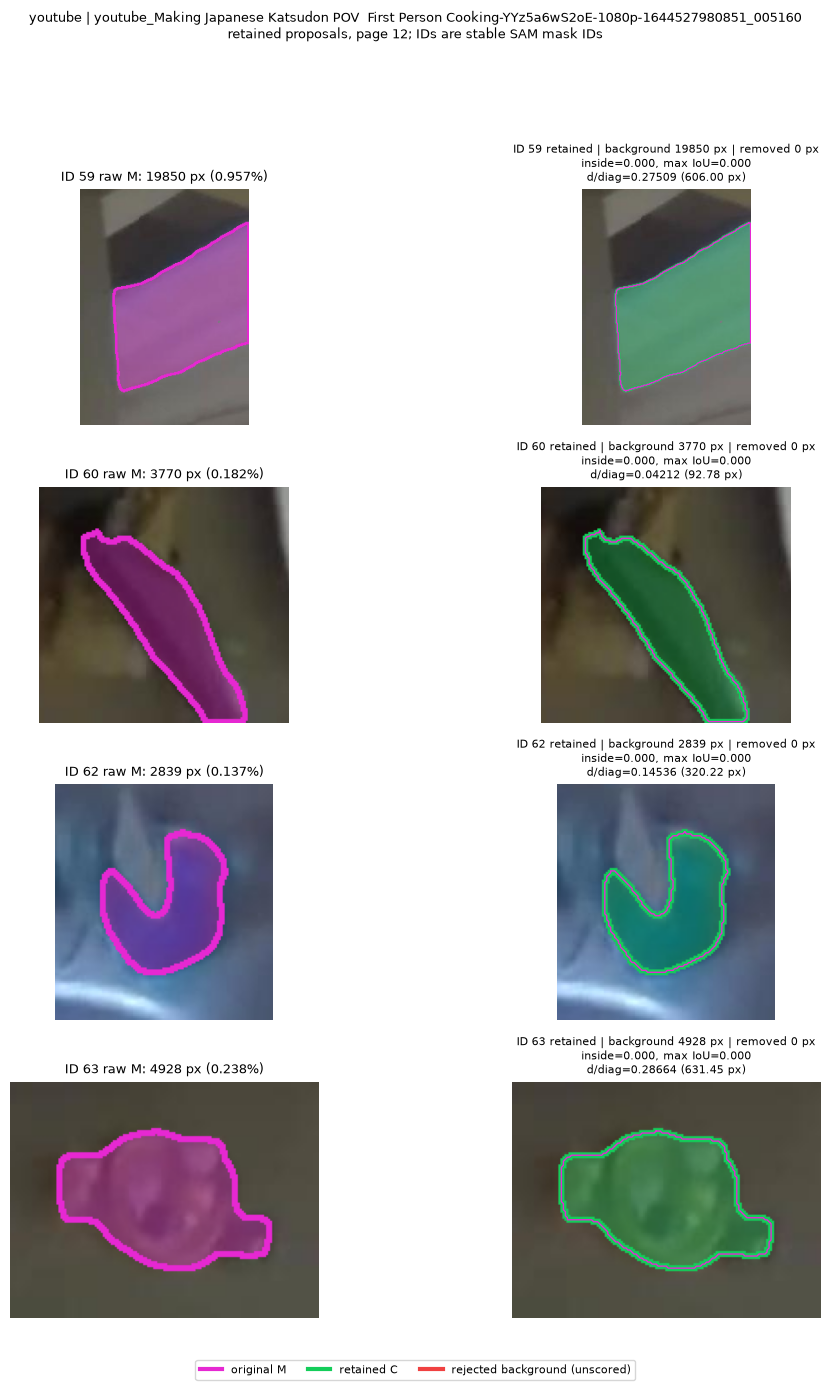 youtube | youtube_Making Japanese Katsudon POV  First Person Cooking-YYz5a6wS2oE-1080p-1644527980851_005160
retained proposals, page 12; IDs are stable SAM mask IDs
ID 59 raw M: 19850 px (0.957%)
ID 59 retained | background 19850 px | removed 0 px
inside=0.000, max IoU=0.000
d/diag=0.27509 (606.00 px)
ID 60 raw M: 3770 px (0.182%)
ID 60 retained | background 3770 px | removed 0 px
inside=0.000, max IoU=0.000
d/diag=0.04212 (92.78 px)
ID 62 raw M: 2839 px (0.137%)
ID 62 retained | background 2839 px | removed 0 px
inside=0.000, max IoU=0.000
d/diag=0.14536 (320.22 px)
ID 63 raw M: 4928 px (0.238%)
ID 63 retained | background 4928 px | removed 0 px
inside=0.000, max IoU=0.000
d/diag=0.28664 (631.45 px)
original M
retained C
rejected background (unscored)